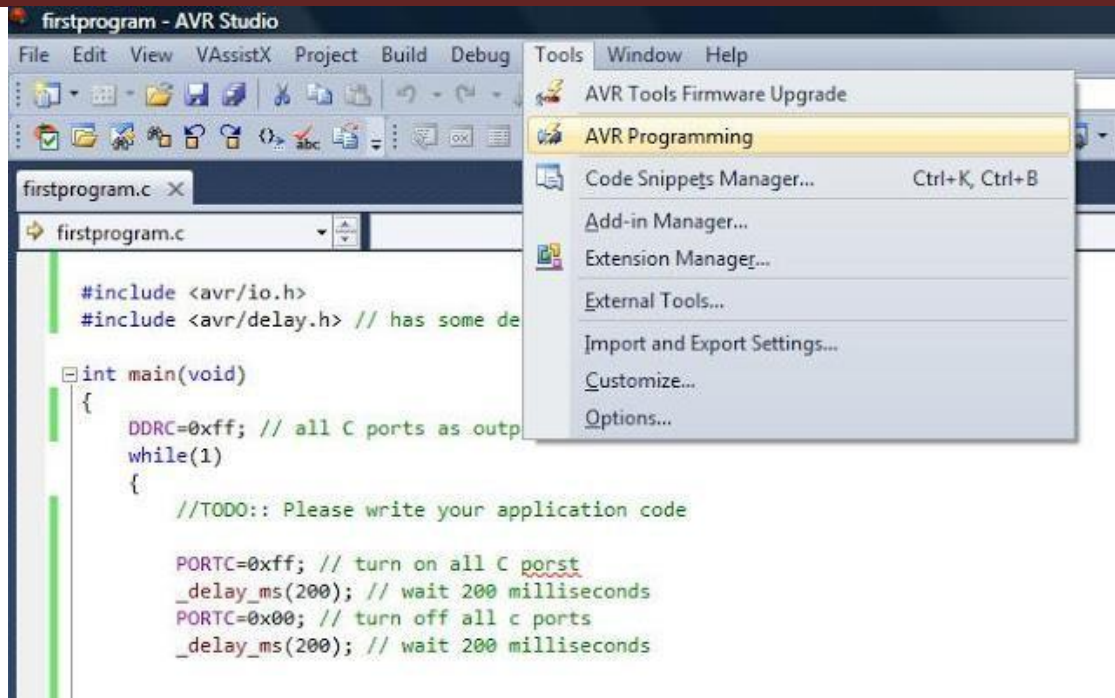 firstprogram - AVR Studio
File Edit View VAssistX Project Build Debug Tools Window Help
AVR Tools Firmware Upgrade
AVR Programming
Code Snippets Manager... Ctrl+K, Ctrl+B
Add-in Manager...
Extension Manager...
External Tools...
Import and Export Settings...
Customize...
Options...
firstprogram.c
firstprogram.c
#include <avr/io.h>
#include <avr/delay.h> // has some de
int main(void)
{
DDRC=0xff; // all C ports as outp
while(1)
{
//TODO:: Please write your application code
PORTC=0xff; // turn on all C porst
_delay_ms(200); // wait 200 milliseconds
PORTC=0x00; // turn off all c ports
_delay_ms(200); // wait 200 milliseconds